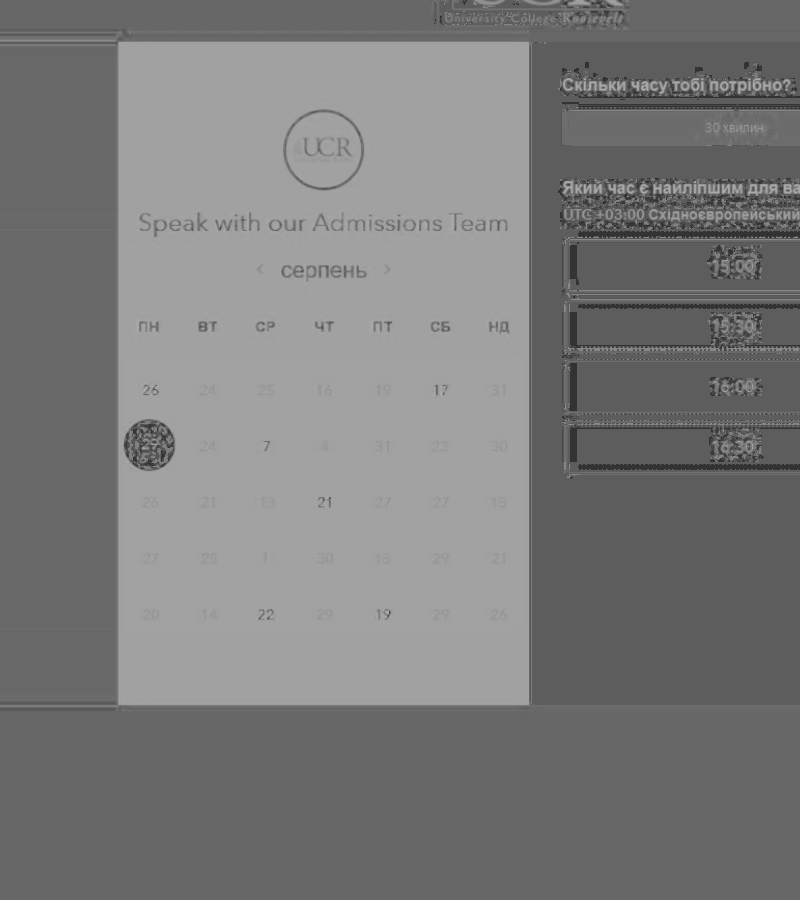 University College Roosevelt
UCR
Speak with our Admissions Team
< серпень >
ПН ВТ СР ЧТ ПТ СБ НД
26 24 25 16 19 17 31
24 7 4 31 23 30
26 21 13 21 27 27 15
27 28 1 30 15 29 21
20 14 22 29 19 29 26
Скільки часу тобі потрібно?
30 хвилин
Який час є найліпшим для ва
UTC +03:00 Східноєвропейський
15:00
15:30
16:00
16:30